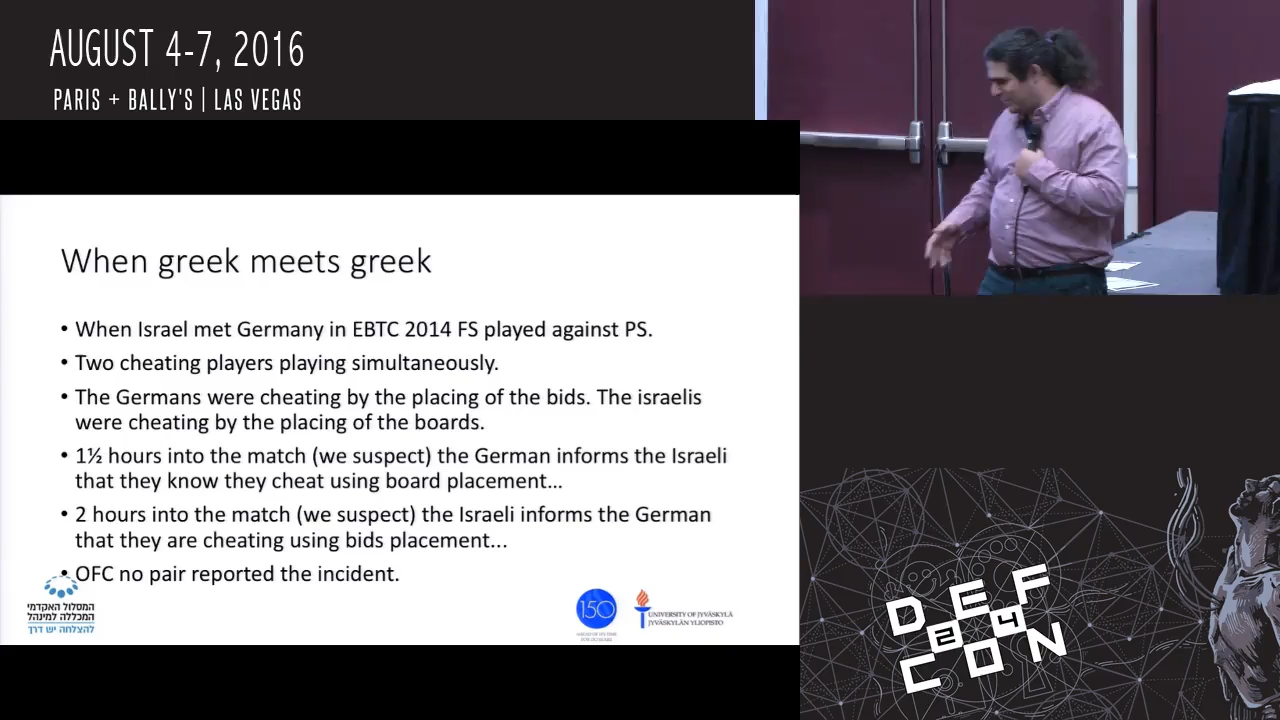 AUGUST 4-7, 2016
PARIS + BALLY'S | LAS VEGAS
When greek meets greek
• When Israel met Germany in EBTC 2014 FS played against PS.
• Two cheating players playing simultaneously.
• The Germans were cheating by the placing of the bids. The israelis
were cheating by the placing of the boards.
• 1½ hours into the match (we suspect) the German informs the Israeli
that they know they cheat using board placement...
• 2 hours into the match (we suspect) the Israeli informs the German
that they are cheating using bids placement...
• OFC no pair reported the incident.
המסלול האקדמי
המכללה למינהל
להצלחה יש דרך
150
UNIVERSITY OF JYVÄSKYLÄ
JYVÄSKYLÄN YLIOPISTO
DEF
24
CON